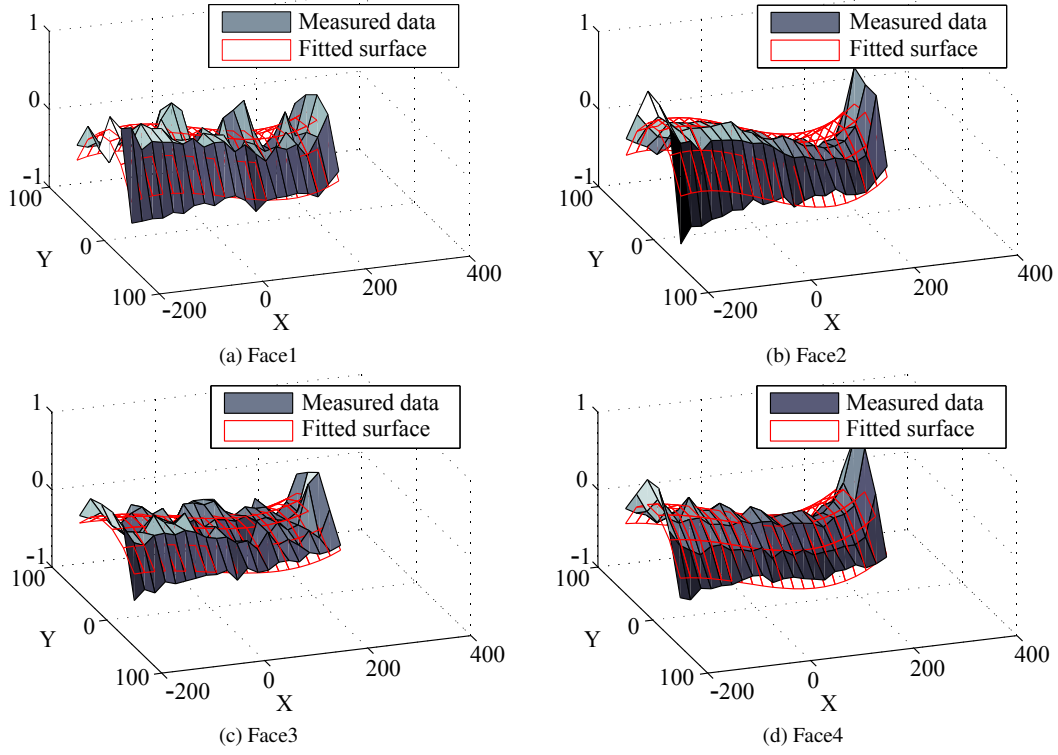 Measured data
Fitted surface
1
0
-1
100
0
100
Y
-200
0
200
400
X
(a) Face1
Measured data
Fitted surface
1
0
-1
100
0
100
Y
-200
0
200
400
X
(b) Face2
Measured data
Fitted surface
1
0
-1
100
0
100
Y
-200
0
200
400
X
(c) Face3
Measured data
Fitted surface
1
0
-1
100
0
100
Y
-200
0
200
400
X
(d) Face4